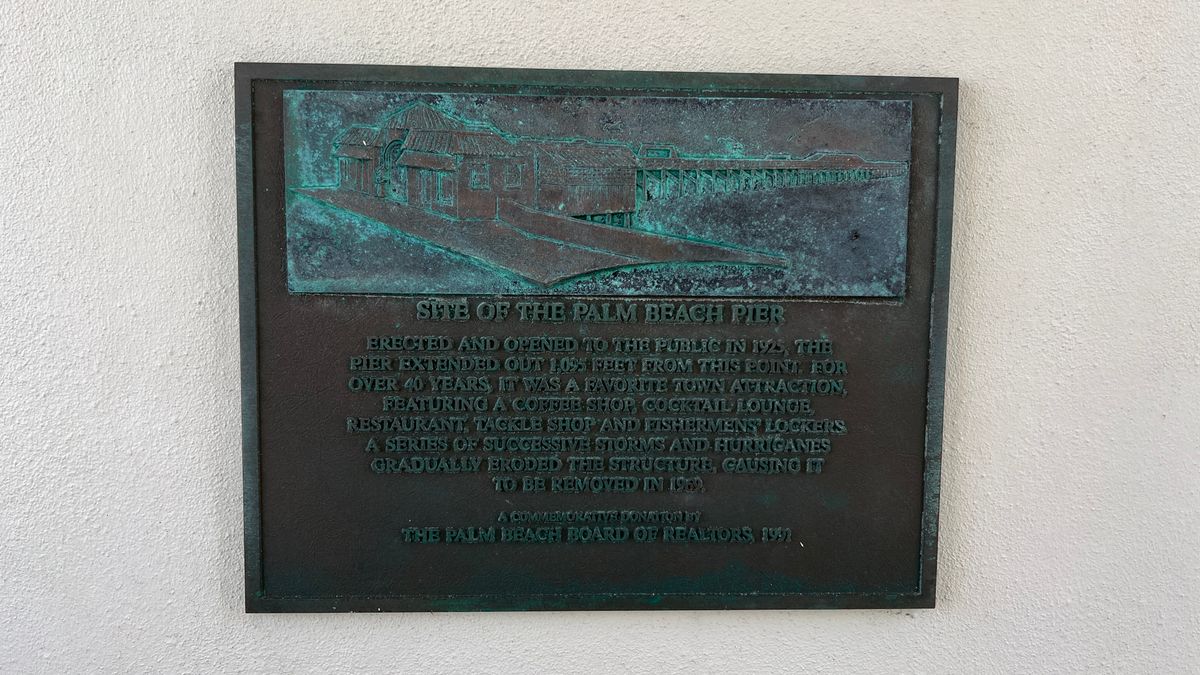 SITE OF THE PALM BEACH PIER
ERECTED AND OPENED TO THE PUBLIC IN 1925, THE
PIER EXTENDED OUT 1,095 FEET FROM THIS POINT. FOR
OVER 40 YEARS, IT WAS A FAVORITE TOWN ATTRACTION,
FEATURING A COFFEE SHOP, COCKTAIL LOUNGE,
RESTAURANT, TACKLE SHOP AND FISHERMENS' LOCKERS.
A SERIES OF SUCCESSIVE STORMS AND HURRICANES
GRADUALLY ERODED THE STRUCTURE, CAUSING IT
TO BE REMOVED IN 1969.
A COMMEMORATIVE DONATION BY
THE PALM BEACH BOARD OF REALTORS, 1991